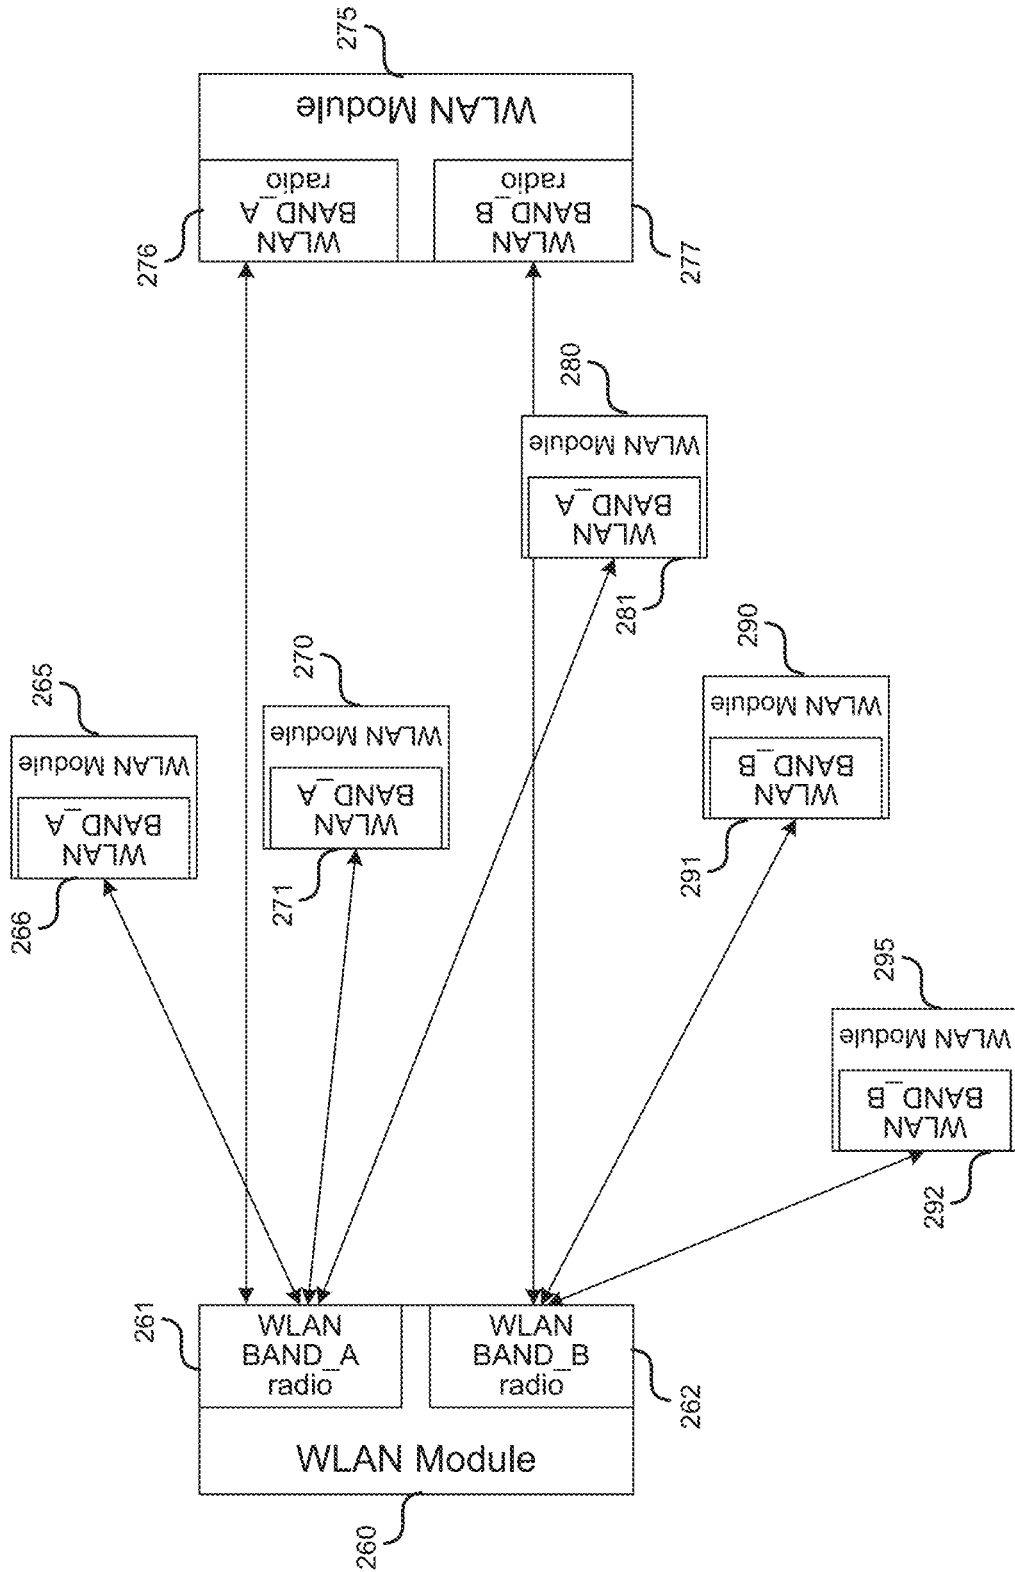 275
WLAN Module
276
WLAN
BAND_A
radio
WLAN
BAND_B
radio
277
280
WLAN Module
WLAN
BAND_A
281
265
WLAN Module
WLAN
BAND_A
266
270
WLAN Module
WLAN
BAND_A
271
290
WLAN Module
WLAN
BAND_B
291
295
WLAN Module
WLAN
BAND_B
292
261
WLAN
BAND_A
radio
WLAN
BAND_B
radio
262
WLAN Module
260